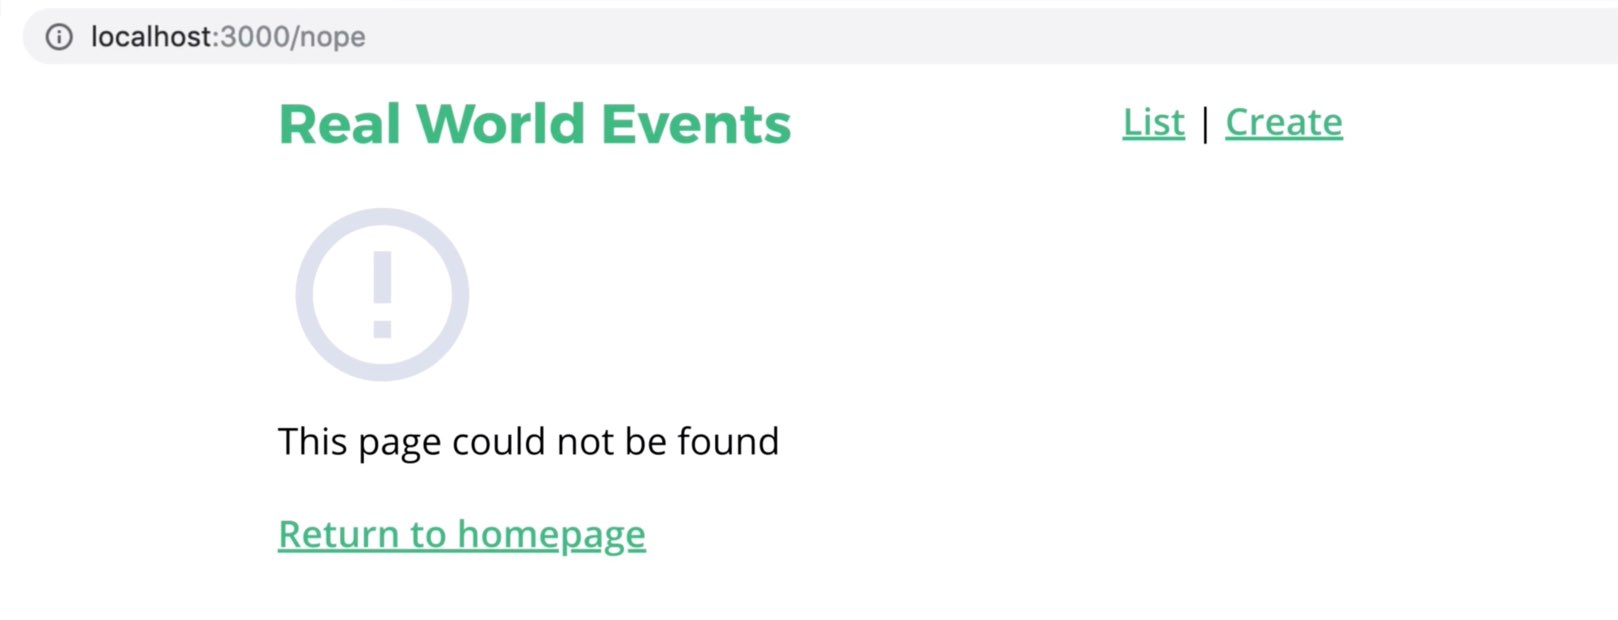 localhost:3000/nope
Real World Events
List | Create
This page could not be found
Return to homepage